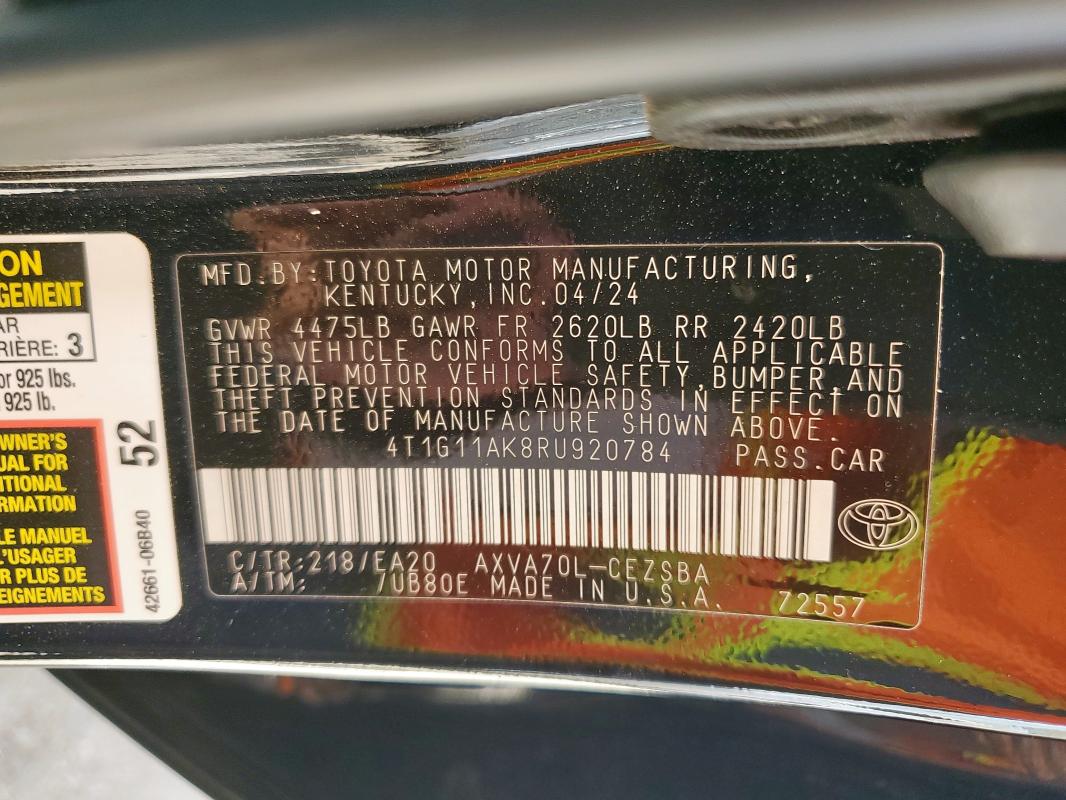 ON
GEMENT
AR
RIÈRE: 3
or 925 lbs.
925 lb.
WNER'S
UAL FOR
ITIONAL
RMATION
LE MANUEL
L'USAGER
R PLUS DE
EIGNEMENTS
52
42661-06B40
MFD.BY:TOYOTA MOTOR MANUFACTURING,
KENTUCKY,INC.04/24
GVWR 4475LB GAWR FR 2620LB RR 2420LB
THIS VEHICLE CONFORMS TO ALL APPLICABLE
FEDERAL MOTOR VEHICLE SAFETY,BUMPER,AND
THEFT PREVENTION STANDARDS IN EFFECT ON
THE DATE OF MANUFACTURE SHOWN ABOVE.
4T1G11AK8RU920784 PASS.CAR
C/TR:218/EA20 AXVA70L-CEZSBA
A/TM: 7UB80E MADE IN U.S.A. 72557